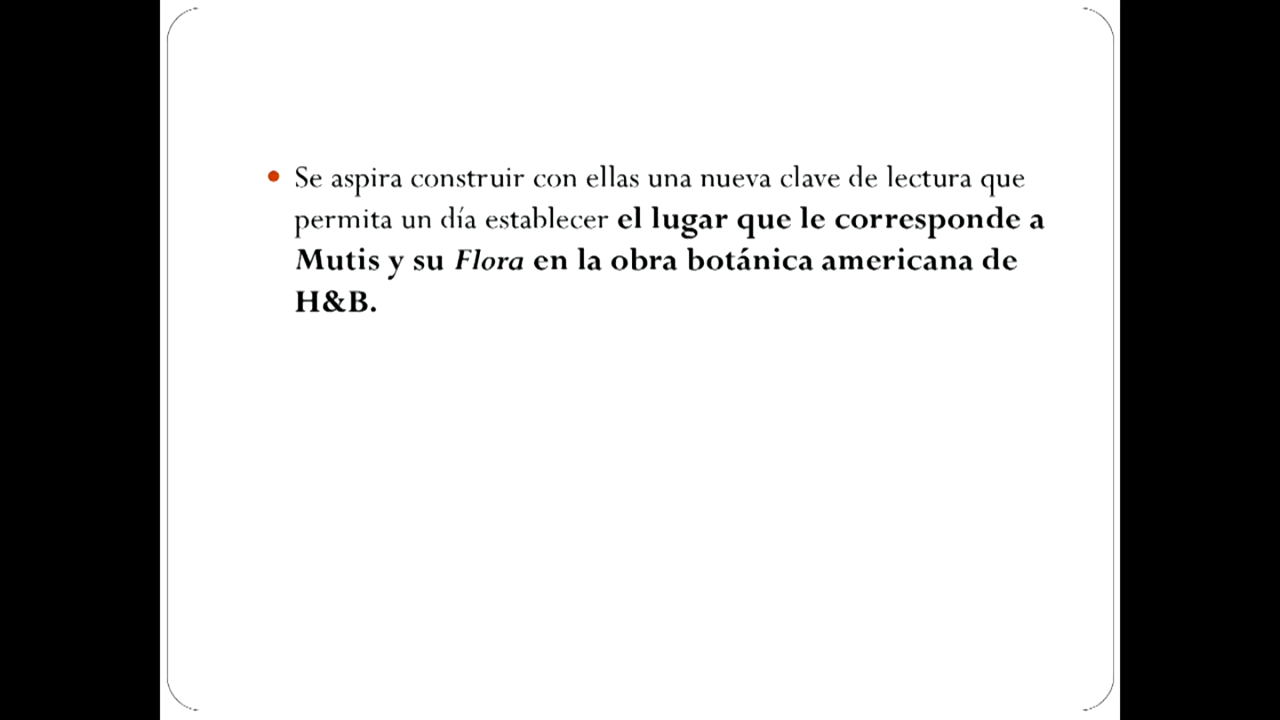 Se aspira construir con ellas una nueva clave de lectura que
permita un día establecer el lugar que le corresponde a
Mutis y su Flora en la obra botánica americana de
H&B.